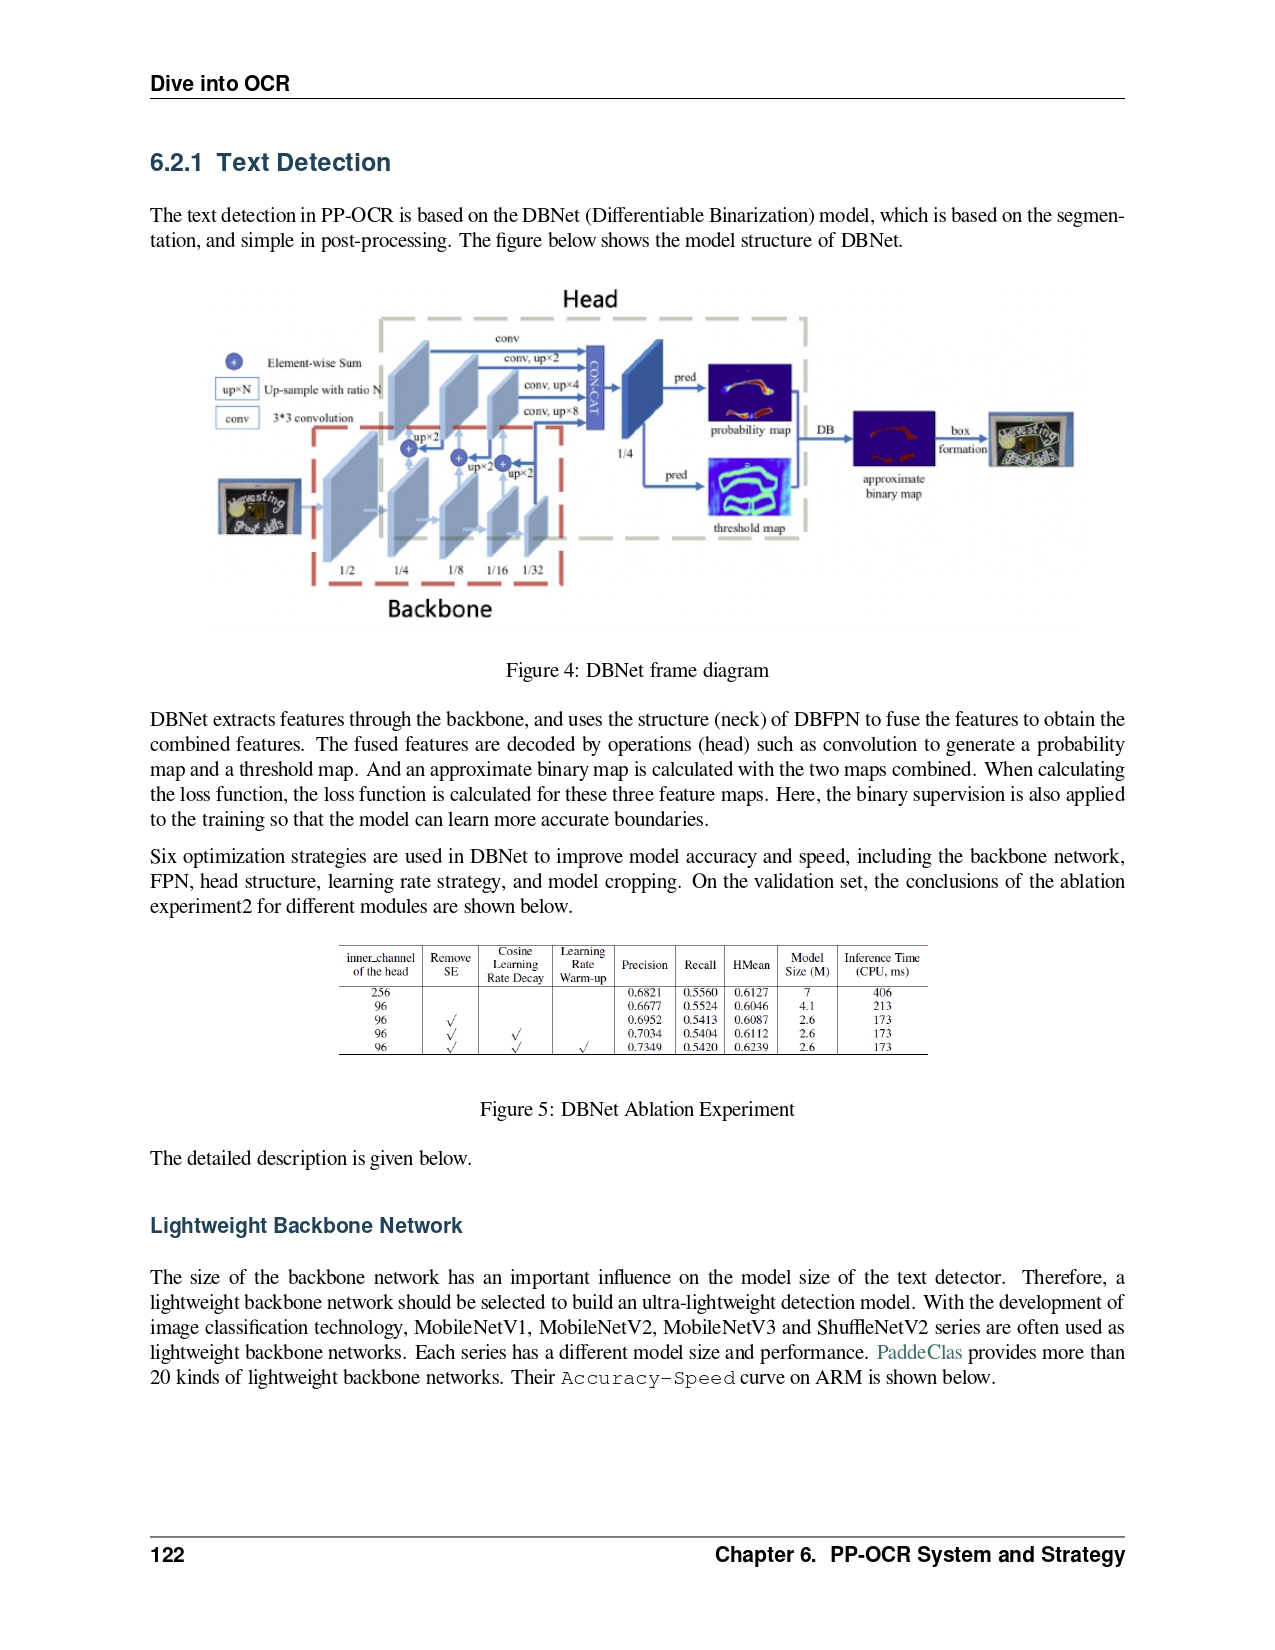 Dive into OCR
6.2.1 Text Detection
The text detection in PP-OCR is based on the DBNet (Differentiable Binarization) model, which is based on the segmen-
tation, and simple in post-processing. The figure below shows the model structure of DBNet.
Head
Element-wise Sum
up×N Up-sample with ratio N
conv 3*3 convolution
conv
conv, up×2
conv, up×4
conv, up×8
CON-CAT
up×2
up×2
up×2
1/4
pred
pred
probability map
threshold map
DB
approximate
binary map
box
formation
Harvesting
great skills
Harvesting
great skills
1/2 1/4 1/8 1/16 1/32
Backbone
Figure 4: DBNet frame diagram
DBNet extracts features through the backbone, and uses the structure (neck) of DBFPN to fuse the features to obtain the
combined features. The fused features are decoded by operations (head) such as convolution to generate a probability
map and a threshold map. And an approximate binary map is calculated with the two maps combined. When calculating
the loss function, the loss function is calculated for these three feature maps. Here, the binary supervision is also applied
to the training so that the model can learn more accurate boundaries.
Six optimization strategies are used in DBNet to improve model accuracy and speed, including the backbone network,
FPN, head structure, learning rate strategy, and model cropping. On the validation set, the conclusions of the ablation
experiment2 for different modules are shown below.
inner_channel of the head Remove SE Cosine Learning Rate Decay Learning Rate Warm-up Precision Recall HMean Model Size (M) Inference Time (CPU, ms)
256 0.6821 0.5560 0.6127 7 406
96 0.6677 0.5524 0.6046 4.1 213
96 √ 0.6952 0.5413 0.6087 2.6 173
96 √ √ 0.7034 0.5404 0.6112 2.6 173
96 √ √ √ 0.7349 0.5420 0.6239 2.6 173
Figure 5: DBNet Ablation Experiment
The detailed description is given below.
Lightweight Backbone Network
The size of the backbone network has an important influence on the model size of the text detector. Therefore, a
lightweight backbone network should be selected to build an ultra-lightweight detection model. With the development of
image classification technology, MobileNetV1, MobileNetV2, MobileNetV3 and ShuffleNetV2 series are often used as
lightweight backbone networks. Each series has a different model size and performance. PaddeClas provides more than
20 kinds of lightweight backbone networks. Their Accuracy-Speed curve on ARM is shown below.
122 Chapter 6. PP-OCR System and Strategy